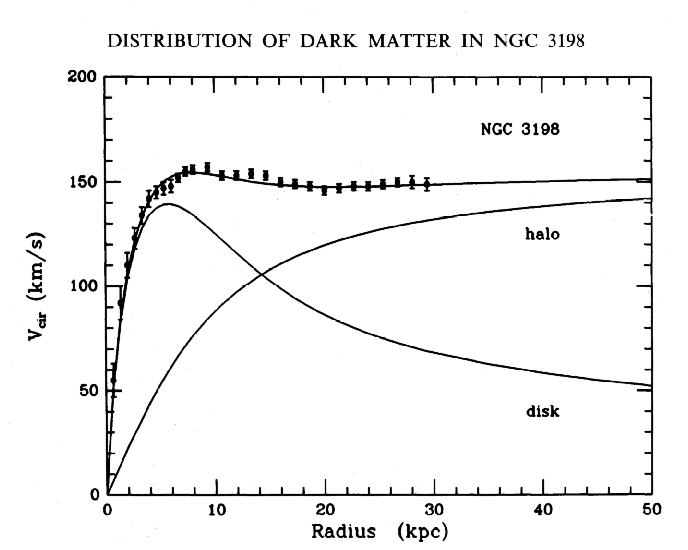 DISTRIBUTION OF DARK MATTER IN NGC 3198
200
NGC 3198
150
halo
100
V_cir (km/s)
50
disk
0
0 10 20 30 40 50
Radius (kpc)